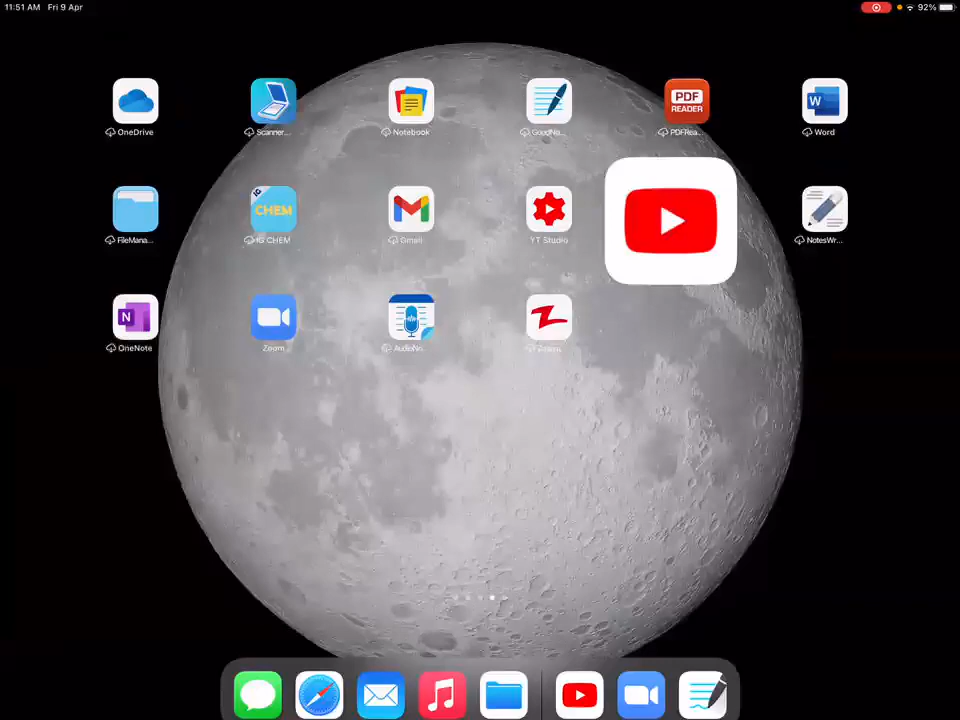 11:51 AM Fri 9 Apr
92%
OneDrive
Scanner...
Notebook
GoodNo...
PDF READER
PDFRea...
W
Word
FileMana...
IG
CHEM
IG CHEM
Gmail
YT Studio
NotesWr...
N
OneNote
Zoom
AudioNo...